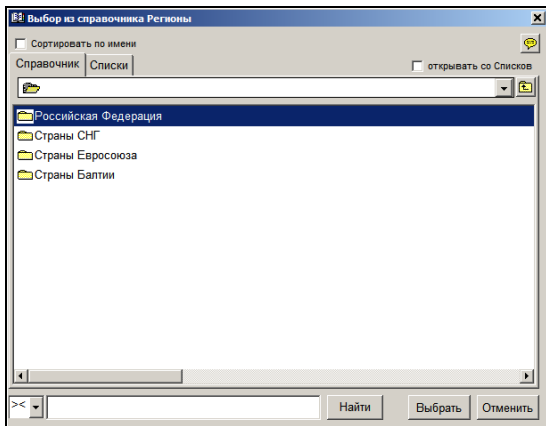 Выбор из справочника Регионы
Сортировать по имени
Справочник Списки открывать со Списков
Российская Федерация
Страны СНГ
Страны Евросоюза
Страны Балтии
>< Найти Выбрать Отменить